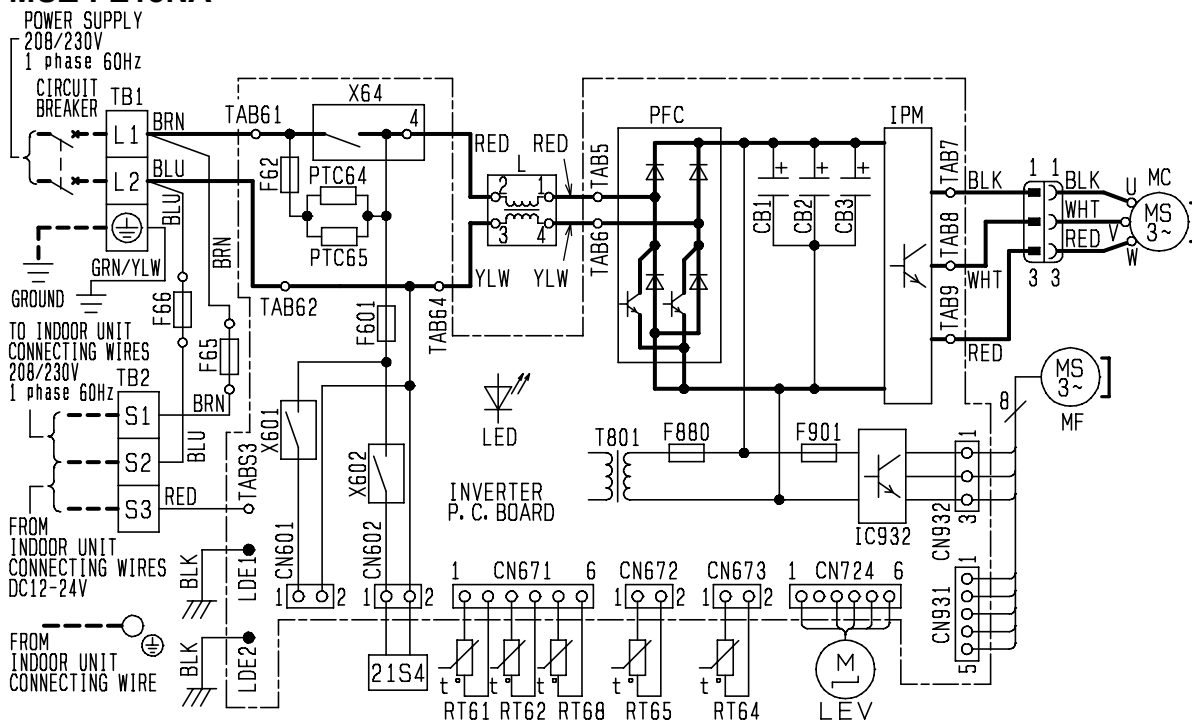 POWER SUPPLY
208/230V
1 phase 60Hz
CIRCUIT
BREAKER
TB1
L1
L2
BRN
BLU
BLU
BRN
GRN/YLW
GROUND
TO INDOOR UNIT
CONNECTING WIRES
208/230V
1 phase 60Hz
TB2
S1
S2
S3
BRN
BLU
RED
F66
F65
FROM
INDOOR UNIT
CONNECTING WIRES
DC12-24V
FROM
INDOOR UNIT
CONNECTING WIRE
BLK
BLK
LDE1
LDE2
TABS3
TAB61
TAB62
TAB64
X64
4
F62
PTC64
PTC65
F601
X601
X602
CN601
1 2
CN602
1 2
21S4
RED
L
RED
2 1
3 4
YLW
YLW
TAB5
TAB6
PFC
CB1
+
CB2
+
CB3
+
IPM
TAB7
TAB8
TAB9
BLK
WHT
RED
1 1
3 3
BLK
WHT
RED
U
V
W
MC
MS
3~
MS
3~
MF
8
LED
INVERTER
P. C. BOARD
T801
F880
F901
IC932
CN932
1
3
CN931
1
5
1 CN671 6
CN672
1 2
CN673
1 2
1 CN724 6
t°
t°
t°
t°
t°
RT61 RT62 RT68 RT65 RT64
M
LEV